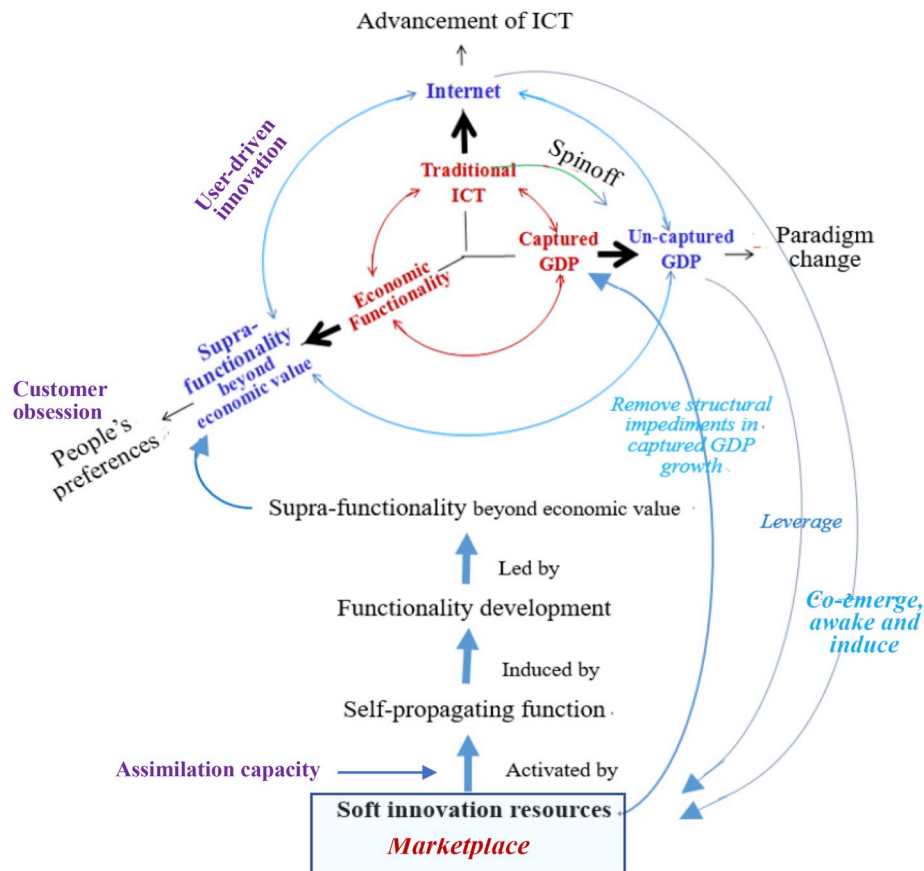 Advancement of ICT
Internet
User-driven
innovation
Spinoff
Traditional
ICT
Captured
GDP
Un-captured
GDP
Paradigm
change
Economic
Functionality
Supra-
functionality
beyond
economic value
Customer
obsession
People's
preferences
Remove structural
impediments in
captured GDP
growth
Supra-functionality beyond economic value
Leverage
Led by
Functionality development
Co-emerge,
awake and
induce
Induced by
Self-propagating function
Assimilation capacity
Activated by
Soft innovation resources
Marketplace